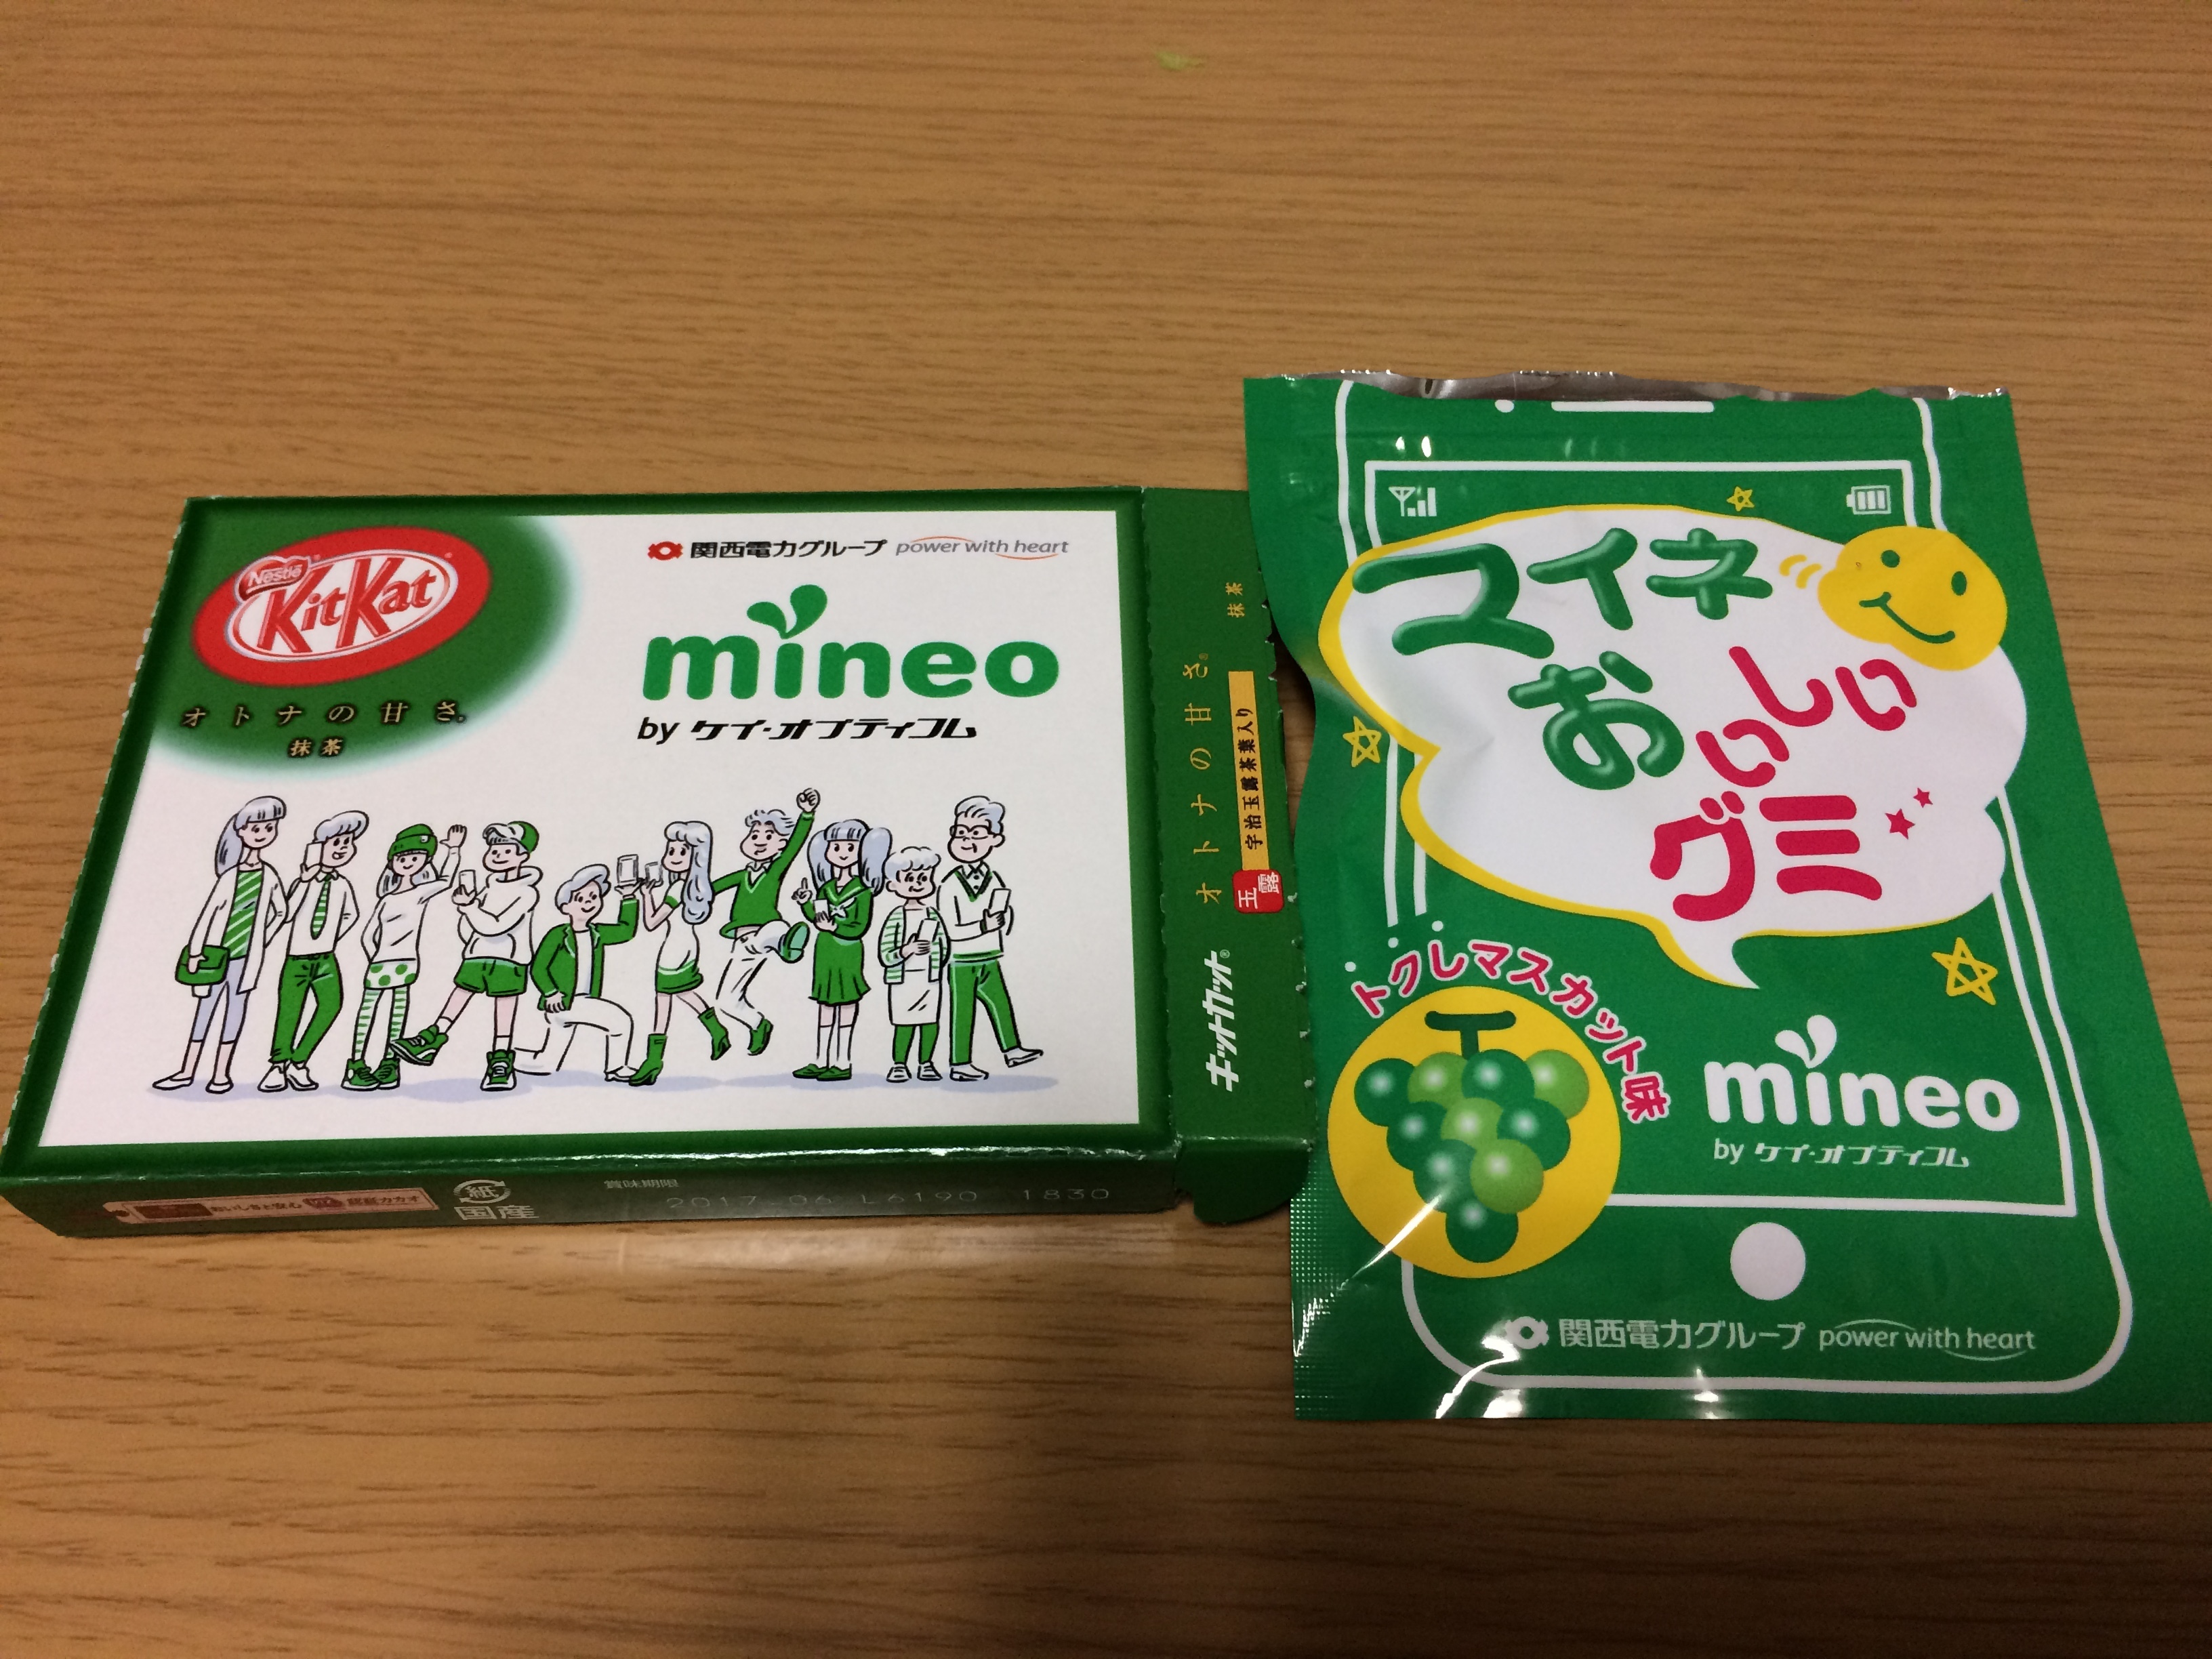 Nestlé
KitKat
オトナの甘さ。
抹茶
関西電力グループ power with heart
mineo
by ケイ・オプティコム
紙
国産
賞味期限
2017.06 L6190 1830
キットカット®
オトナの甘さ。
抹茶
宇治玉露茶葉入り
玉露
マイネ
おいしい
グミ
トクレマスカット味
mineo
by ケイ・オプティコム
関西電力グループ power with heart